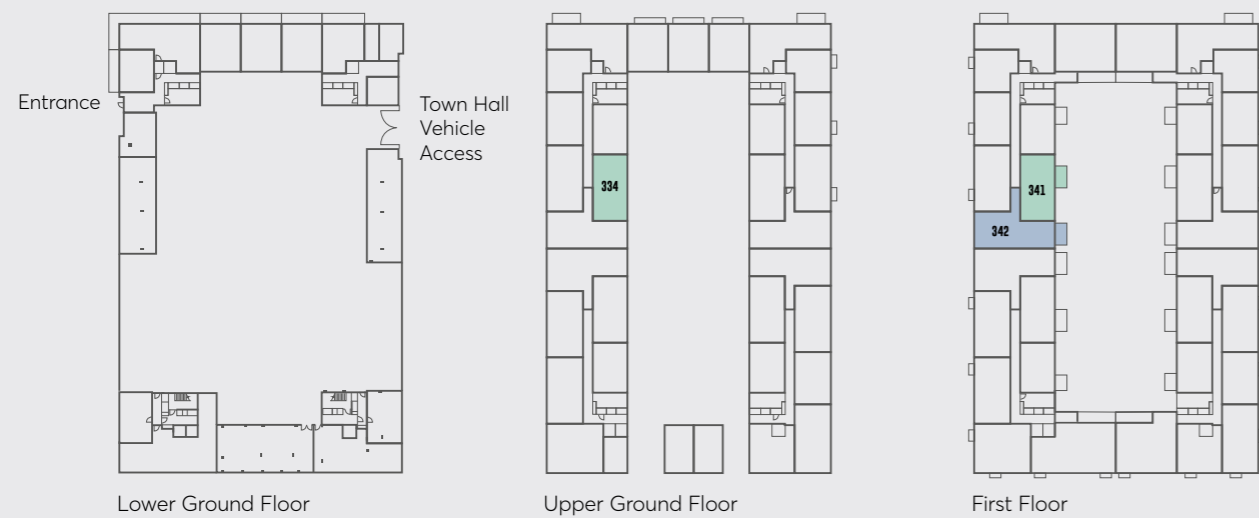 Entrance
Town Hall
Vehicle
Access
334
341
342
Lower Ground Floor
Upper Ground Floor
First Floor